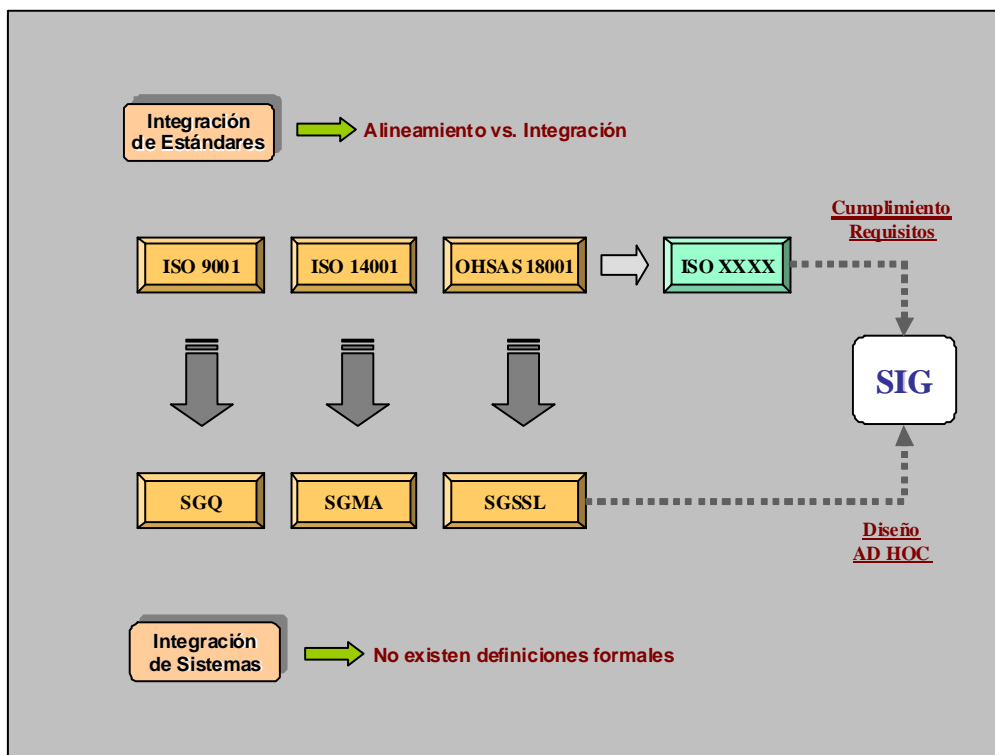 Integración
de Estándares
Alineamiento vs. Integración
Cumplimiento
Requisitos
ISO 9001
ISO 14001
OHSAS 18001
ISO XXXX
SIG
SGQ
SGMA
SGSSL
Diseño
AD HOC
Integración
de Sistemas
No existen definiciones formales